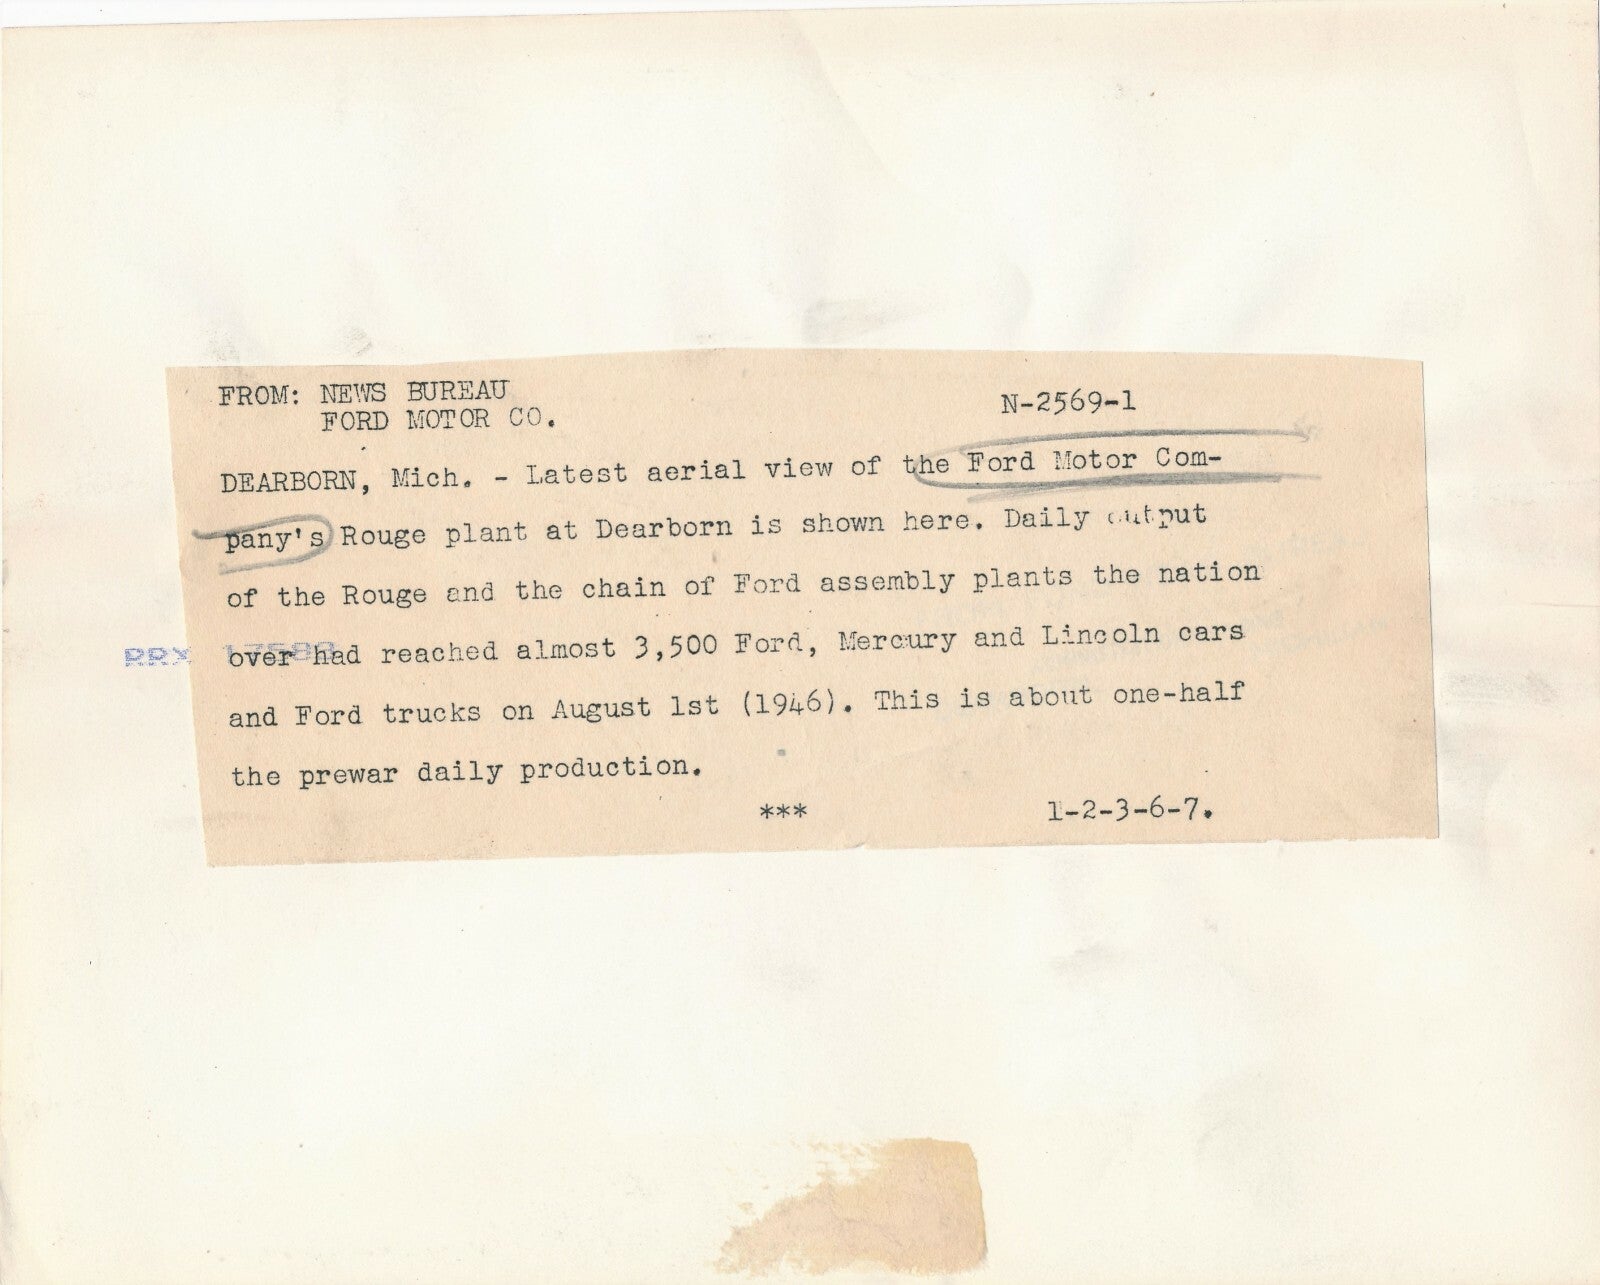 FROM: NEWS BUREAU
FORD MOTOR CO.
N-2569-1
DEARBORN, Mich. - Latest aerial view of the Ford Motor Com-
pany's Rouge plant at Dearborn is shown here. Daily output
of the Rouge and the chain of Ford assembly plants the nation
over had reached almost 3,500 Ford, Mercury and Lincoln cars
and Ford trucks on August 1st (1946). This is about one-half
the prewar daily production.
***
1-2-3-6-7.
RRX